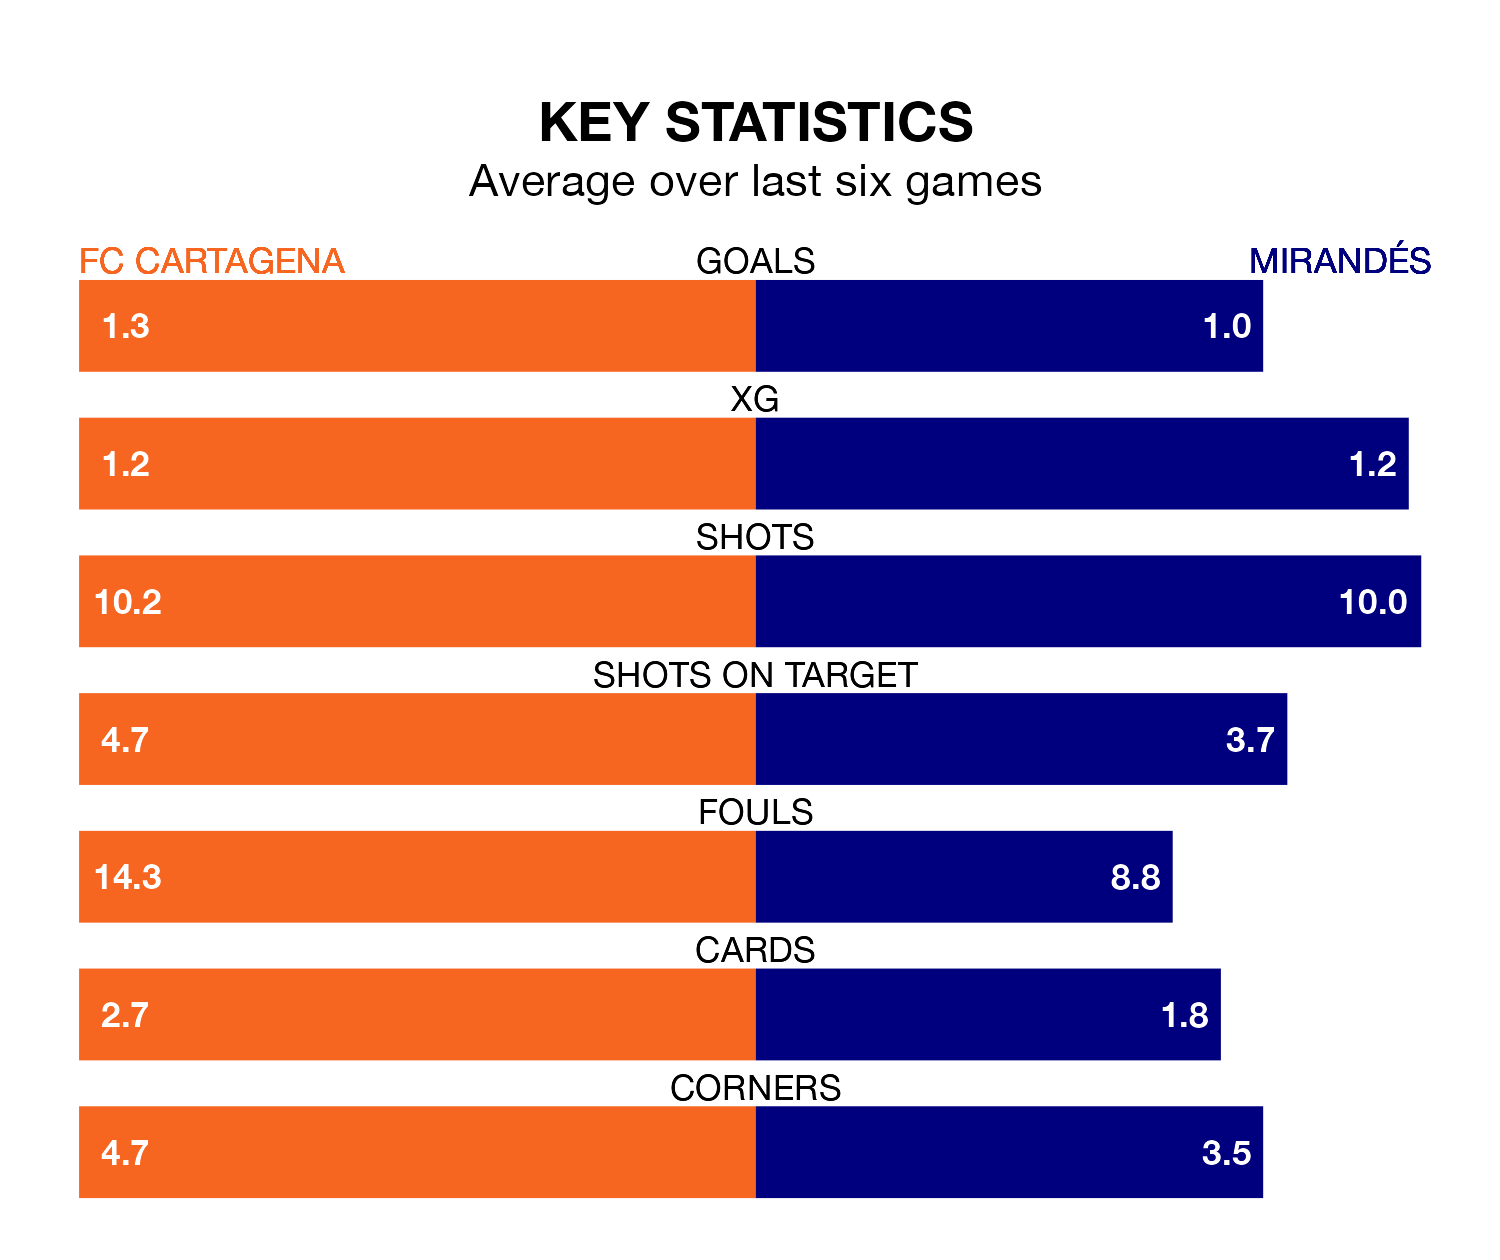 KEY STATISTICS
Average over last six games
FC CARTAGENA GOALS MIRANDÉS
1.3 1.0
XG
1.2 1.2
SHOTS
10.2 10.0
SHOTS ON TARGET
4.7 3.7
FOULS
14.3 8.8
CARDS
2.7 1.8
CORNERS
4.7 3.5